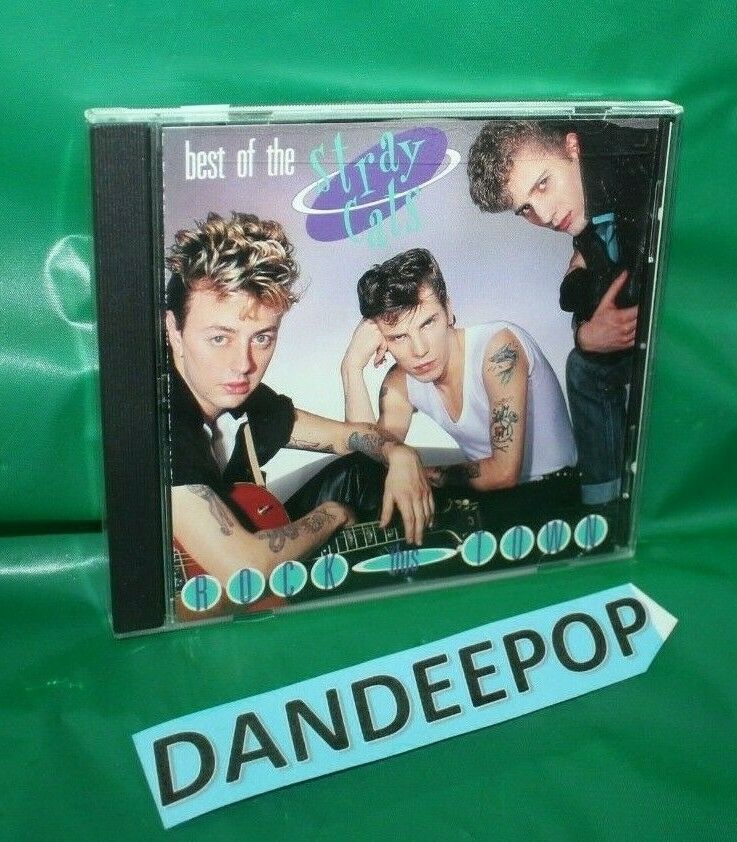 best of the Stray
Cats
ROCK this TOWN
DANDEEPOP